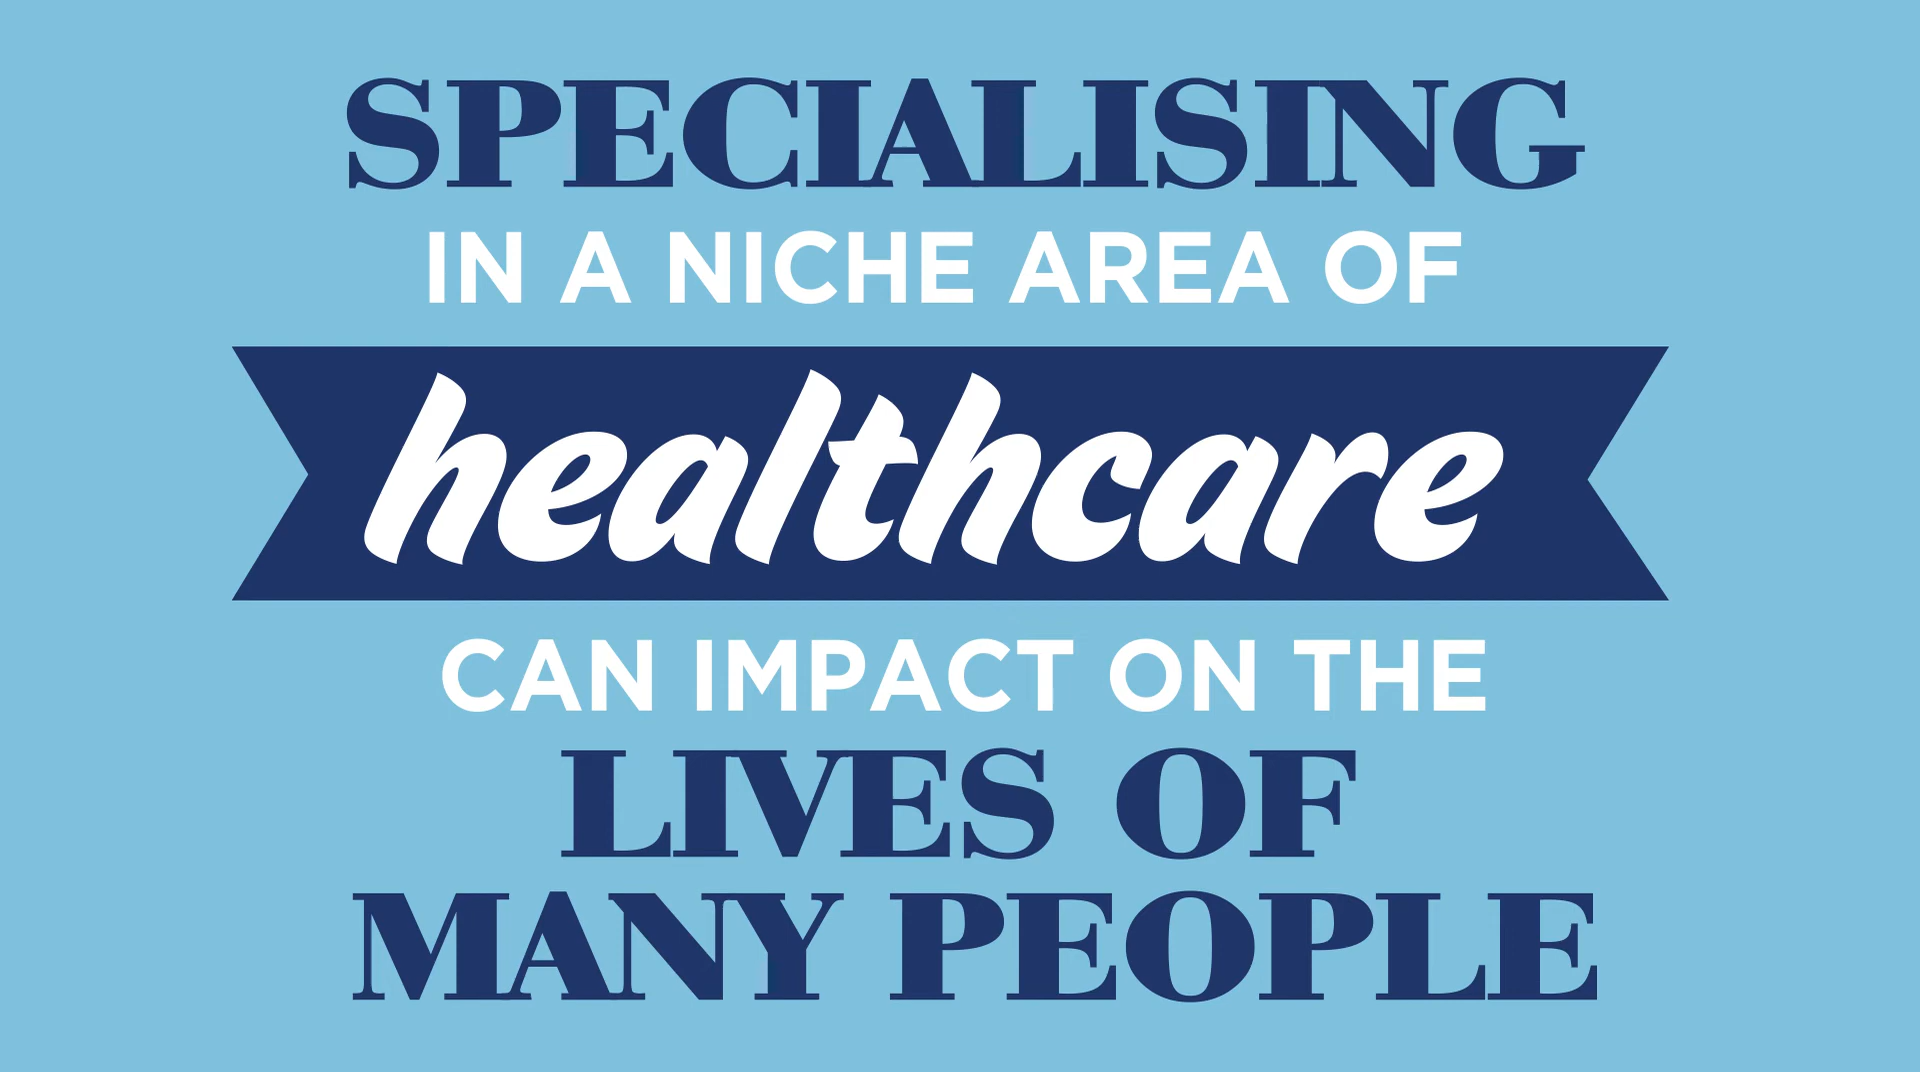 SPECIALISING
IN A NICHE AREA OF
healthcare
CAN IMPACT ON THE
LIVES OF
MANY PEOPLE